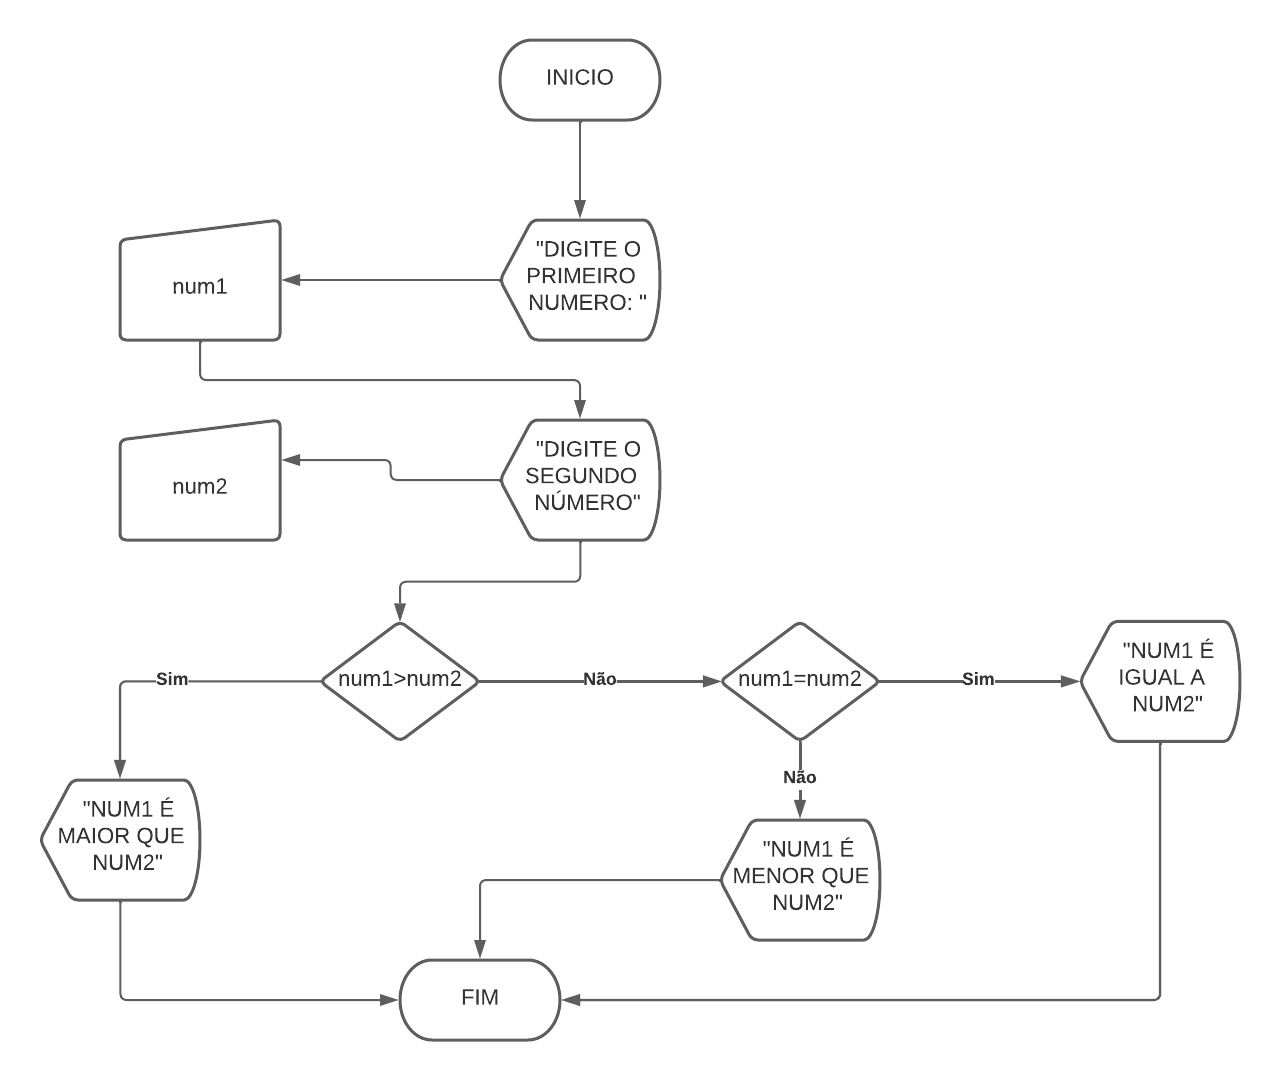 INICIO
"DIGITE O
PRIMEIRO
NUMERO: "
num1
"DIGITE O
SEGUNDO
NÚMERO"
num2
num1>num2
Sim
Não
num1=num2
Sim
Não
"NUM1 É
IGUAL A
NUM2"
"NUM1 É
MAIOR QUE
NUM2"
"NUM1 É
MENOR QUE
NUM2"
FIM